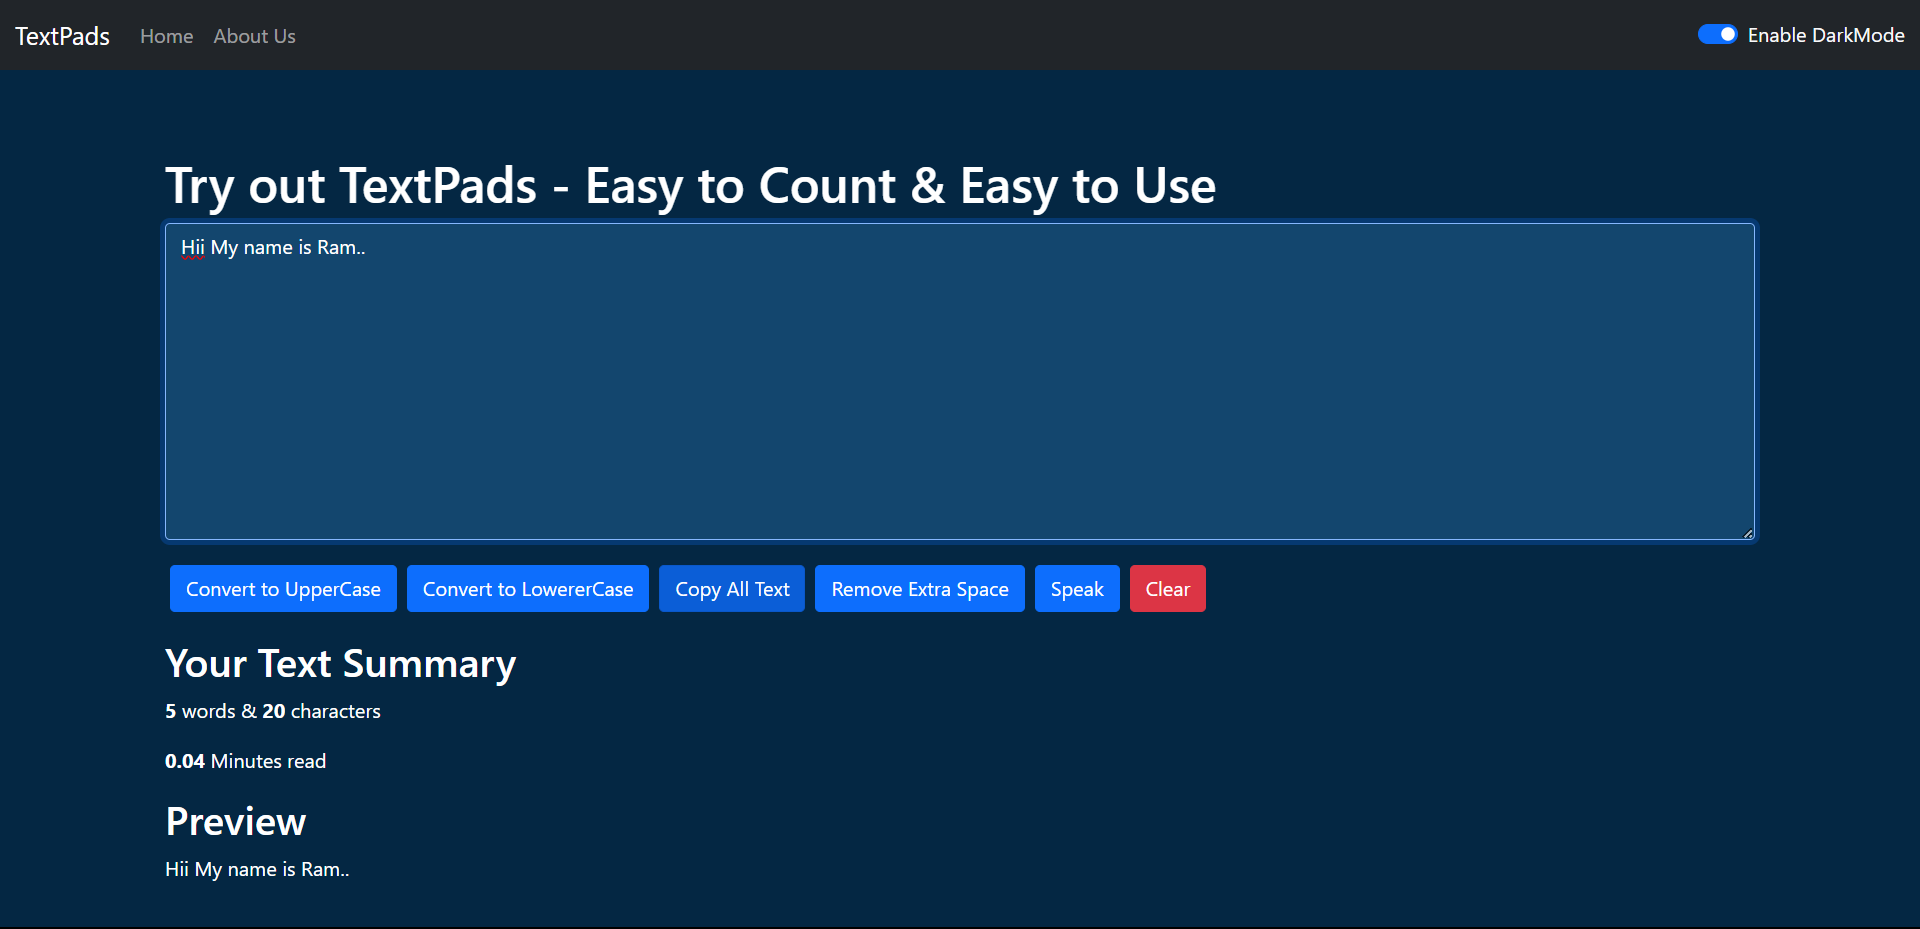 TextPads Home About Us Enable DarkMode
Try out TextPads - Easy to Count & Easy to Use
Hii My name is Ram..
Convert to UpperCase Convert to LowererCase Copy All Text Remove Extra Space Speak Clear
Your Text Summary
5 words & 20 characters
0.04 Minutes read
Preview
Hii My name is Ram..